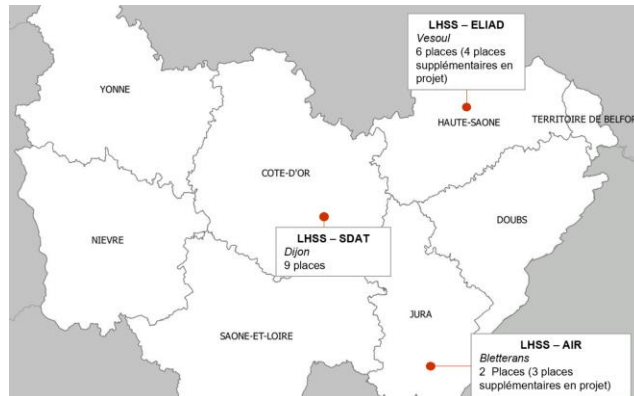 LHSS – ELIAD
Vesoul
6 places (4 places
supplémentaires en
projet)
YONNE
HAUTE-SAONE
TERRITOIRE DE BELFOR
COTE-D'OR
DOUBS
LHSS – SDAT
Dijon
9 places
NIEVRE
JURA
SAONE-ET-LOIRE
LHSS – AIR
Bletterans
2 Places (3 places
supplémentaires en projet)